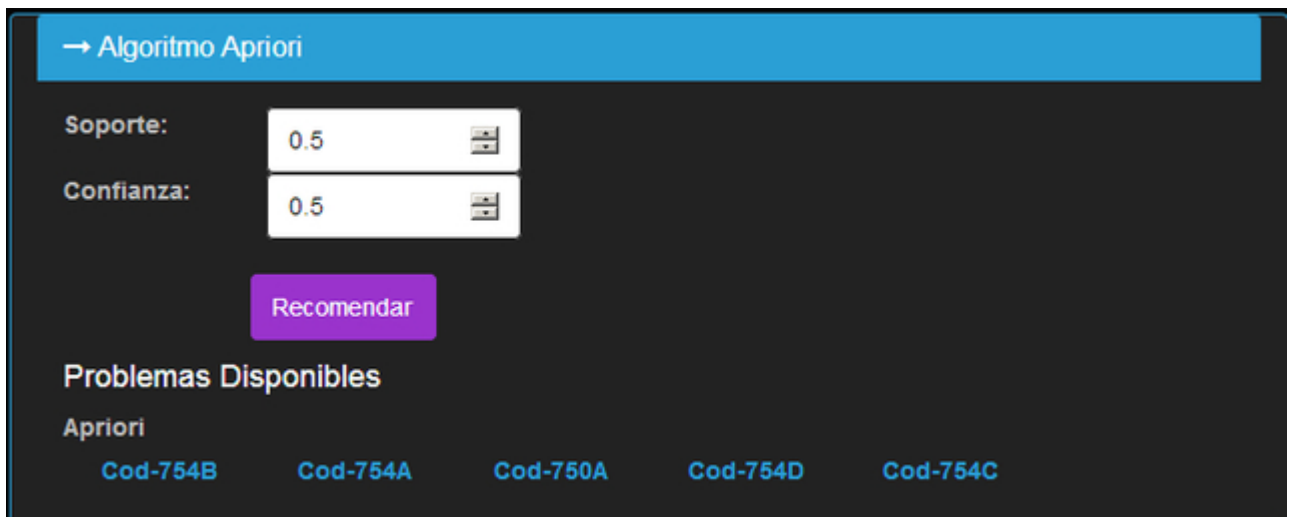 → Algoritmo Apriori
Soporte: 0.5
Confianza: 0.5
Recomendar
Problemas Disponibles
Apriori
Cod-754B Cod-754A Cod-750A Cod-754D Cod-754C